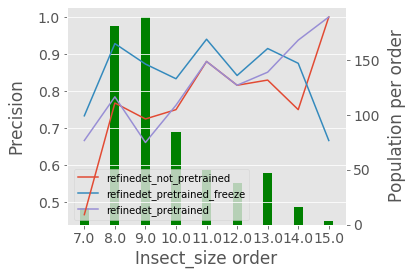 1.0
0.9
0.8
0.7
0.6
0.5
Precision
150
100
50
0
Population per order
refinedet_not_pretrained
refinedet_pretrained_freeze
refinedet_pretrained
7.0 8.0 9.0 10.0 11.0 12.0 13.0 14.0 15.0
Insect_size order